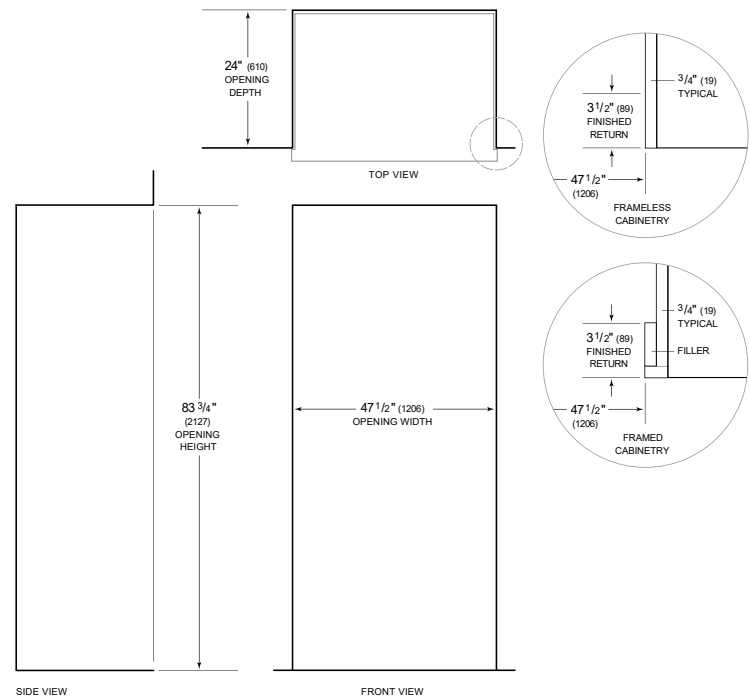 24" (610)
OPENING
DEPTH
TOP VIEW
3/4" (19)
TYPICAL
3 1/2" (89)
FINISHED
RETURN
47 1/2"
(1206)
FRAMELESS
CABINETRY
3/4" (19)
TYPICAL
3 1/2" (89)
FINISHED
RETURN
FILLER
47 1/2"
(1206)
FRAMED
CABINETRY
83 3/4"
(2127)
OPENING
HEIGHT
47 1/2" (1206)
OPENING WIDTH
SIDE VIEW
FRONT VIEW